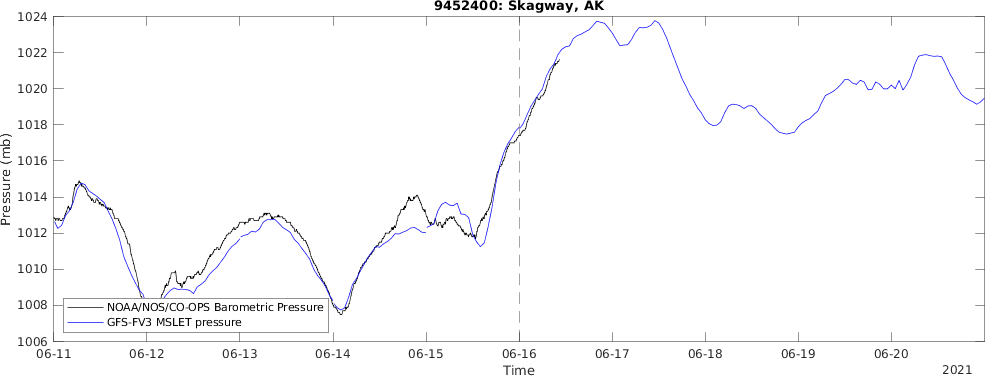 9452400: Skagway, AK
1024
1022
1020
1018
1016
1014
1012
1010
1008
1006
Pressure (mb)
NOAA/NOS/CO-OPS Barometric Pressure
GFS-FV3 MSLET pressure
06-11 06-12 06-13 06-14 06-15 06-16 06-17 06-18 06-19 06-20
Time
2021